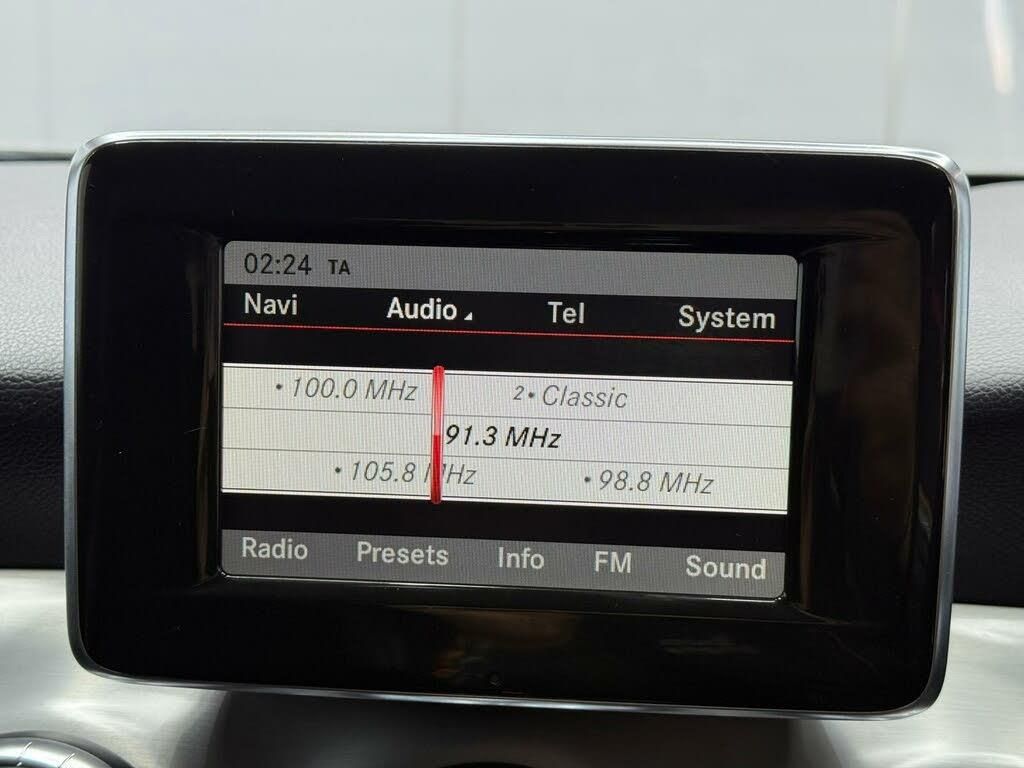 02:24 TA
Navi Audio Tel System
• 100.0 MHz 2• Classic
91.3 MHz
• 105.8 MHz • 98.8 MHz
Radio Presets Info FM Sound